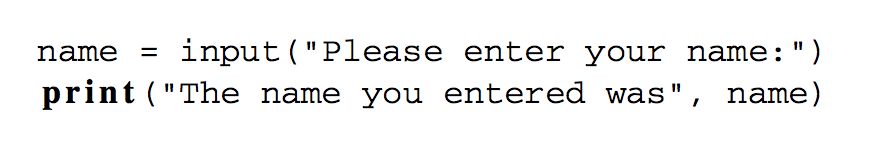 name = input("Please enter your name:")
print("The name you entered was", name)